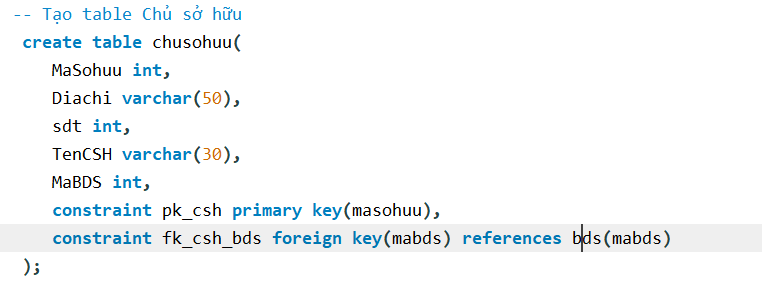 -- Tạo table Chủ sở hữu
create table chusohuu(
MaSohuu int,
Diachi varchar(50),
sdt int,
TenCSH varchar(30),
MaBDS int,
constraint pk_csh primary key(masohuu),
constraint fk_csh_bds foreign key(mabds) references bds(mabds)
);